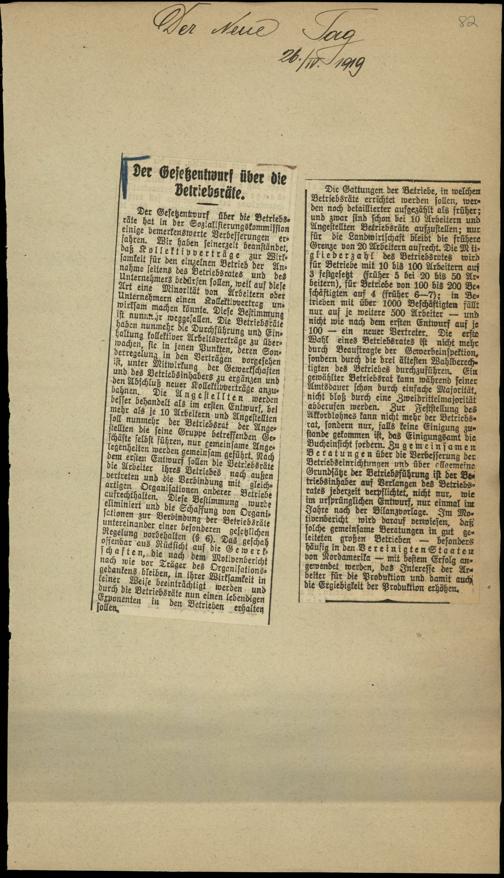 82
Der Neue Tag
26./IV. 1919
Der Gesetzentwurf über die
Betriebsräte.
Der Gesetzentwurf über die Betriebs-
räte hat in der Sozialisierungskommission
einige bemerkenswerte Verbesserungen er-
fahren. Wir haben seinerzeit beanständet,
daß Kollektivverträge zur Wirk-
samkeit für den einzelnen Betrieb der An-
nahme seitens des Betriebsrates und des
Unternehmers bedürfen sollen, weil auf diese
Art eine Minorität von Arbeitern oder
Unternehmern einen Kollektivvertrag un-
wirksam machen könnte. Diese Bestimmung
ist nunmehr weggefallen. Die Betriebsräte
haben nunmehr die Durchführung und Ein-
haltung kollektiver Arbeitsverträge zu über-
wachen, sie in jenen Punkten, deren Son-
derregelung in den Verträgen vorgesehen
ist, unter Mitwirkung der Gewerkschaften
und des Betriebsinhabers zu ergänzen und
den Abschluß neuer Kollektivverträge anzu-
bahnen. Die Angestellten werden
besser behandelt als im ersten Entwurf, bei
mehr als je 10 Arbeitern und Angestellten
soll nunmehr der Betriebsrat der Ange-
stellten die seine Gruppe betreffenden Ge-
schäfte selbst führen, nur gemeinsame Ange-
legenheiten werden gemeinsam geführt. Nach
dem ersten Entwurf sollen die Betriebsräte
die Arbeiter ihres Betriebes nach außen
vertreten und die Verbindung mit gleich-
artigen Organisationen anderer Betriebe
aufrechthalten. Diese Bestimmung wurde
eliminiert und die Schaffung von Organi-
sationen zur Verbindung der Betriebsräte
untereinander einer besonderen gesetzlichen
Regelung vorbehalten (§ 6). Das geschah
offenbar aus Rücksicht auf die Gewerk-
schaften, die nach dem Motivenbericht
nach wie vor Träger des Organisations-
gedankens bleiben, in ihrer Wirksamkeit in
keiner Weise beeinträchtigt werden und
durch die Betriebsräte nun einen lebendigen
Exponenten in den Betrieben erhalten
sollen.
Die Gattungen der Betriebe, in welchen
Betriebsräte errichtet werden sollen, wer-
den noch detaillierter aufgezählt als früher;
und zwar sind schon bei 10 Arbeitern und
Angestellten Betriebsräte aufzustellen; nur
für die Landwirtschaft bleibt die frühere
Grenze von 20 Arbeitern aufrecht. Die Mit-
gliederzahl des Betriebsrates wird
für Betriebe mit 10 bis 100 Arbeitern auf
3 festgesetzt (früher 5 bei 20 bis 50 Ar-
beitern), für Betriebe von 100 bis 200 Be-
schäftigten auf 4 (früher 6—7); in Be-
trieben mit über 1000 Beschäftigten fällt
nur auf je weitere 500 Arbeiter — und
nicht wie nach dem ersten Entwurf auf je
100 — ein neuer Vertreter. Die erste
Wahl eines Betriebsrates ist nicht mehr
durch Beauftragte der Gewerbeinspektion,
sondern durch die drei ältesten Wahlberech-
tigten des Betriebes durchzuführen. Ein
gewählter Betriebsrat kann während seiner
Amtsdauer schon durch einfache Majorität,
nicht bloß durch eine Zweidrittelmajorität
abberufen werden. Zur Feststellung des
Akkordlohnes kann nicht mehr der Betriebs-
rat, sondern nur, falls keine Einigung zu-
stande gekommen ist, das Einigungsamt die
Bucheinsicht fordern. Zu gemeinsamen
Beratungen über die Verbesserung der
Betriebseinrichtungen und über allgemeine
Grundsätze der Betriebsführung ist der Be-
triebsinhaber auf Verlangen des Betriebs-
rates jederzeit verpflichtet, nicht nur, wie
im ursprünglichen Entwurf, nur einmal im
Jahre nach der Bilanzvorlage. Im Mo-
tivenbericht wird darauf verwiesen, daß
solche gemeinsame Beratungen in gut ge-
leiteten großen Betrieben — besonders
häufig in den Vereinigten Staaten
von Nordamerika — mit bestem Erfolg an-
gewendet werden, das Interesse der Ar-
beiter für die Produktion und damit auch
die Ergiebigkeit der Produktion erhöhen.